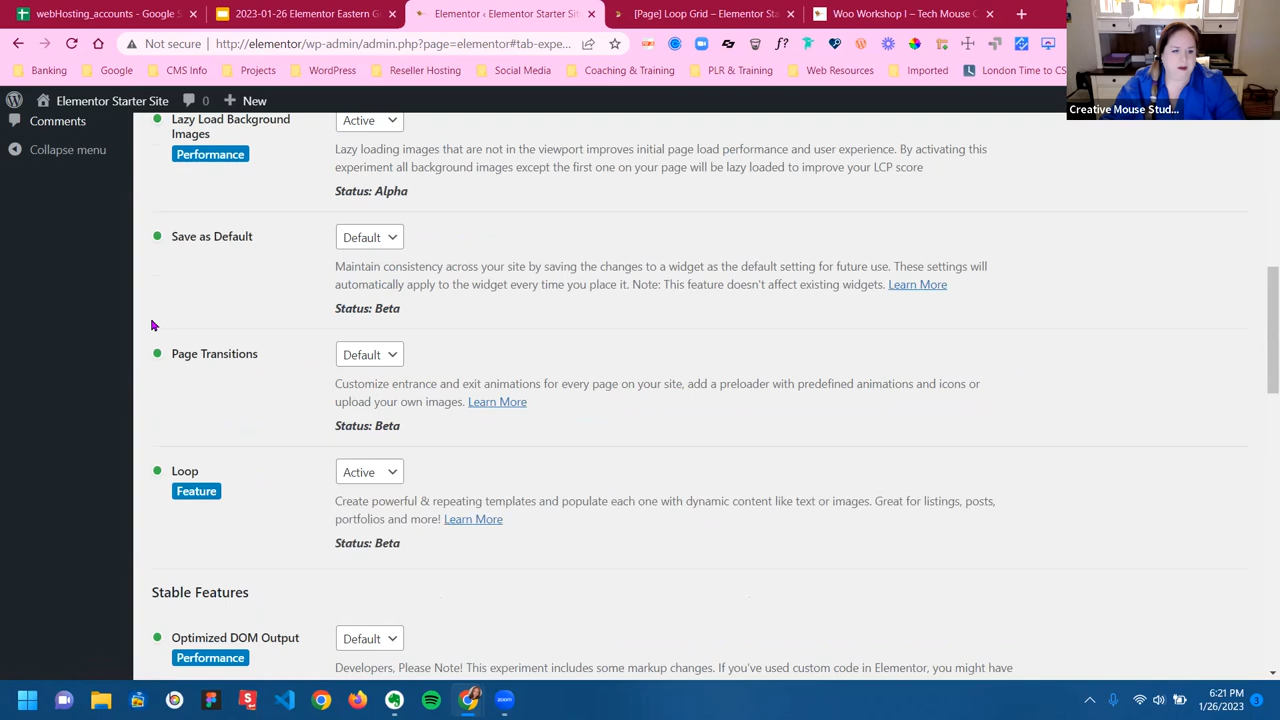 webHosting_accounts - Google S
2023-01-26 Elementor Eastern G
Elementor ‹ Elementor Starter Sit
[Page] Loop Grid – Elementor Sta
Woo Workshop I – Tech Mouse C
Not secure
http://elementor/wp-admin/admin.php?page=elementor#tab-expe...
Banking
Google
CMS Info
Projects
WordPress
Media
Coaching & Training
PLR & Training
Web Resources
Imported
London Time to CS
Creative Mouse Stud...
Elementor Starter Site
0
New
Comments
Collapse menu
Lazy Load Background
Images
Performance
Active
Lazy loading images that are not in the viewport improves initial page load performance and user experience. By activating this
experiment all background images except the first one on your page will be lazy loaded to improve your LCP score
Status: Alpha
Save as Default
Default
Maintain consistency across your site by saving the changes to a widget as the default setting for future use. These settings will
automatically apply to the widget every time you place it. Note: This feature doesn't affect existing widgets. Learn More
Status: Beta
Page Transitions
Default
Customize entrance and exit animations for every page on your site, add a preloader with predefined animations and icons or
upload your own images. Learn More
Status: Beta
Loop
Feature
Active
Create powerful & repeating templates and populate each one with dynamic content like text or images. Great for listings, posts,
portfolios and more! Learn More
Status: Beta
Stable Features
Optimized DOM Output
Performance
Default
Developers, Please Note! This experiment includes some markup changes. If you've used custom code in Elementor, you might have
6:21 PM
1/26/2023
3